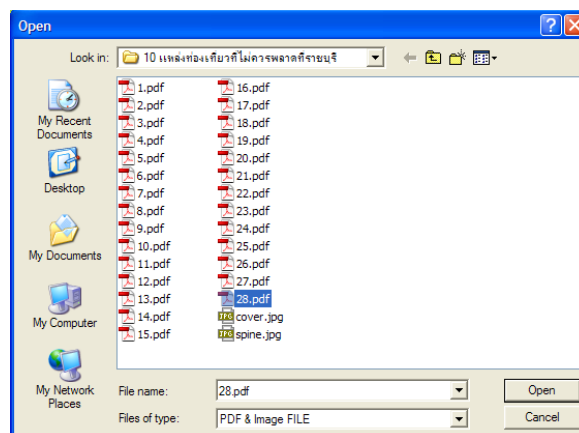 Open
Look in:
10 แหล่งท่องเที่ยวที่ไม่ควรพลาดที่ราชบุรี
My Recent
Documents
Desktop
My Documents
My Computer
My Network
Places
1.pdf
2.pdf
3.pdf
4.pdf
5.pdf
6.pdf
7.pdf
8.pdf
9.pdf
10.pdf
11.pdf
12.pdf
13.pdf
14.pdf
15.pdf
16.pdf
17.pdf
18.pdf
19.pdf
20.pdf
21.pdf
22.pdf
23.pdf
24.pdf
25.pdf
26.pdf
27.pdf
28.pdf
cover.jpg
spine.jpg
File name:
28.pdf
Open
Files of type:
PDF & Image FILE
Cancel